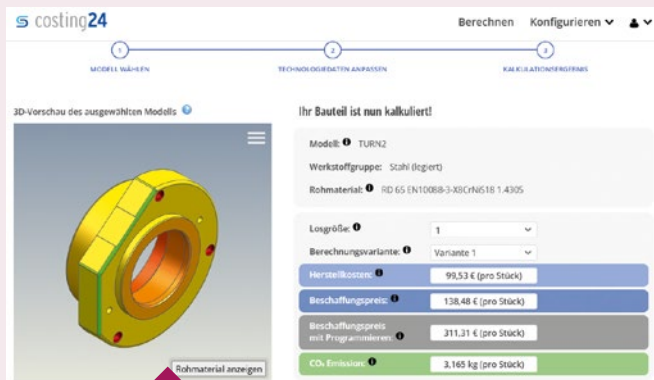 costing24
Berechnen Konfigurieren
1 2 3
MODELL WÄHLEN TECHNOLOGIEDATEN ANPASSEN KALKULATIONSERGEBNIS
3D-Vorschau des ausgewählten Modells ?
Ihr Bauteil ist nun kalkuliert!
Modell: TURN2
Werkstoffgruppe: Stahl (legiert)
Rohmaterial: RD 65 EN10088-3-X8CrNiS18 1.4305
Losgröße: 1
Berechnungsvariante: Variante 1
Herstellkosten: 99,53 € (pro Stück)
Beschaffungspreis: 138,48 € (pro Stück)
Beschaffungspreis
mit Programmieren: 311,31 € (pro Stück)
CO₂ Emission: 3,165 kg (pro Stück)
Rohmaterial anzeigen